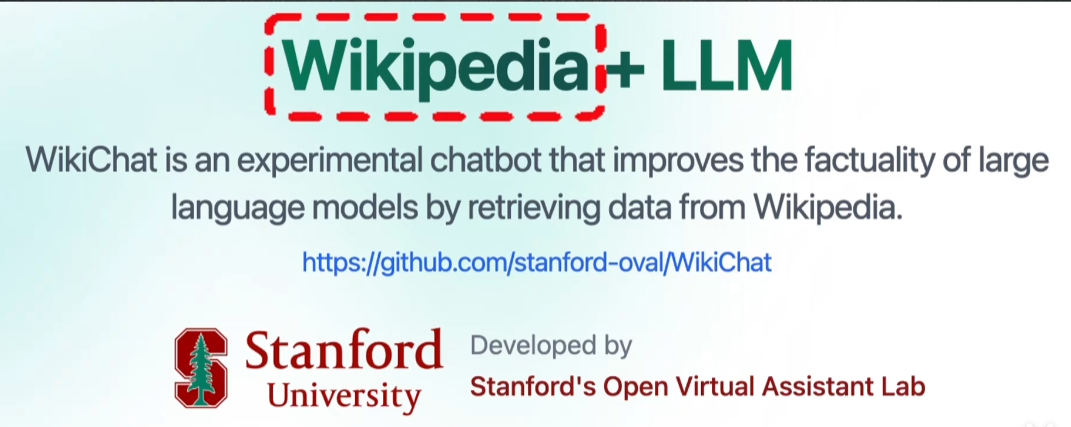 Wikipedia + LLM
WikiChat is an experimental chatbot that improves the factuality of large
language models by retrieving data from Wikipedia.
https://github.com/stanford-oval/WikiChat
Stanford
University
Developed by
Stanford's Open Virtual Assistant Lab